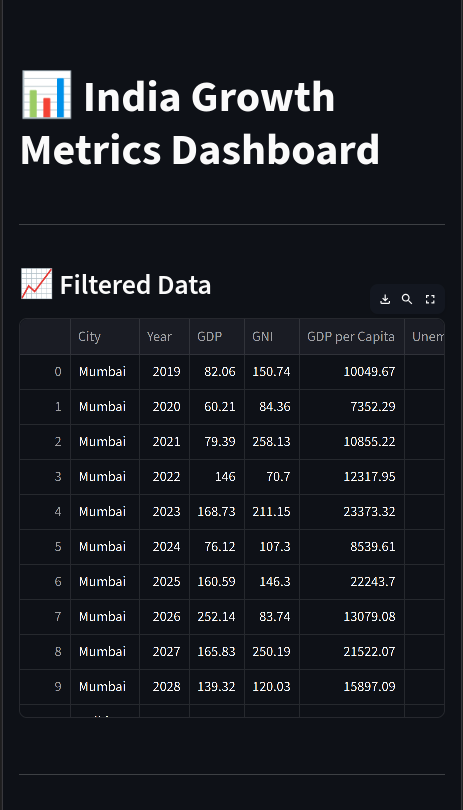 📊 India Growth
Metrics Dashboard
📈 Filtered Data
City Year GDP GNI GDP per Capita Unem
0 Mumbai 2019 82.06 150.74 10049.67
1 Mumbai 2020 60.21 84.36 7352.29
2 Mumbai 2021 79.39 258.13 10855.22
3 Mumbai 2022 146 70.7 12317.95
4 Mumbai 2023 168.73 211.15 23373.32
5 Mumbai 2024 76.12 107.3 8539.61
6 Mumbai 2025 160.59 146.3 22243.7
7 Mumbai 2026 252.14 83.74 13079.08
8 Mumbai 2027 165.83 250.19 21522.07
9 Mumbai 2028 139.32 120.03 15897.09